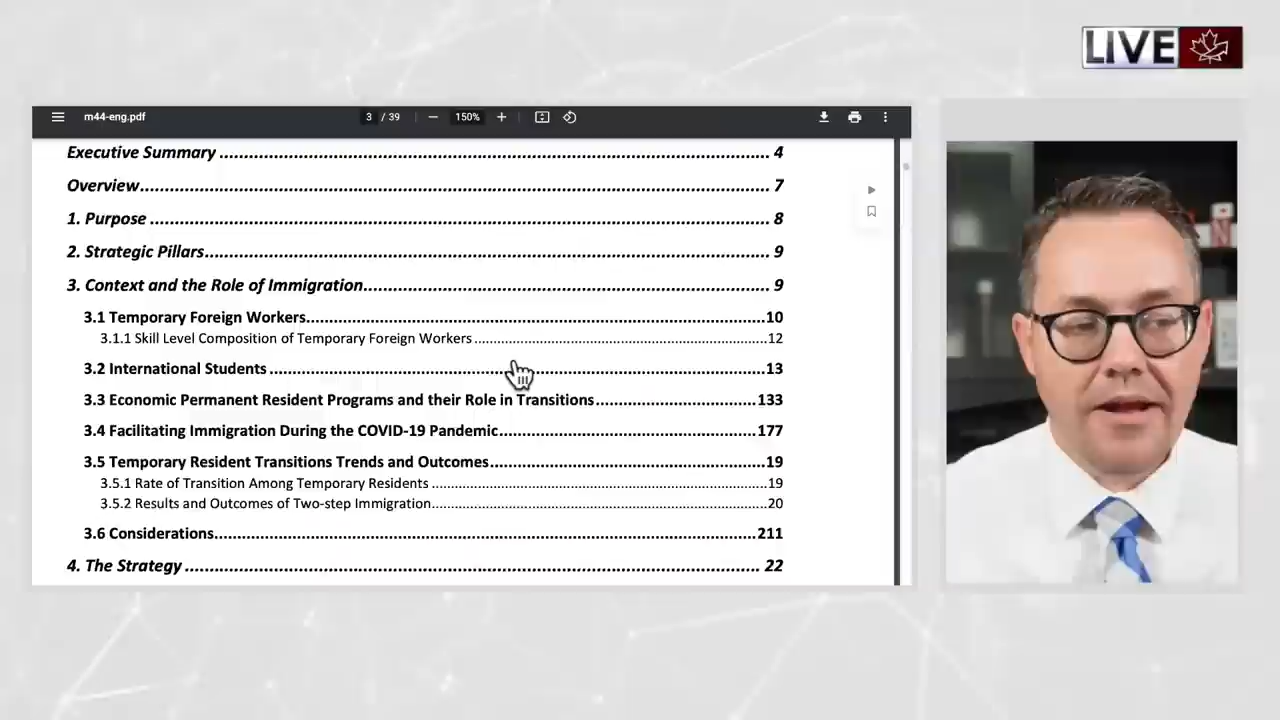 LIVE
m44-eng.pdf 3 / 39 150%
Executive Summary ........ 4
Overview........ 7
1. Purpose ........ 8
2. Strategic Pillars........ 9
3. Context and the Role of Immigration........ 9
3.1 Temporary Foreign Workers........10
3.1.1 Skill Level Composition of Temporary Foreign Workers ........12
3.2 International Students ........13
3.3 Economic Permanent Resident Programs and their Role in Transitions........133
3.4 Facilitating Immigration During the COVID-19 Pandemic........177
3.5 Temporary Resident Transitions Trends and Outcomes........19
3.5.1 Rate of Transition Among Temporary Residents ........19
3.5.2 Results and Outcomes of Two-step Immigration........20
3.6 Considerations........211
4. The Strategy ........ 22